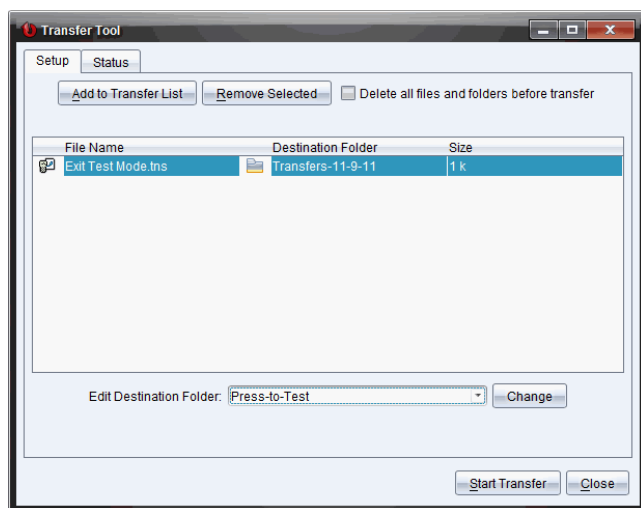 Transfer Tool
Setup Status
Add to Transfer List Remove Selected Delete all files and folders before transfer
File Name Destination Folder Size
Exit Test Mode.tns Transfers-11-9-11 1 k
Edit Destination Folder: Press-to-Test Change
Start Transfer Close